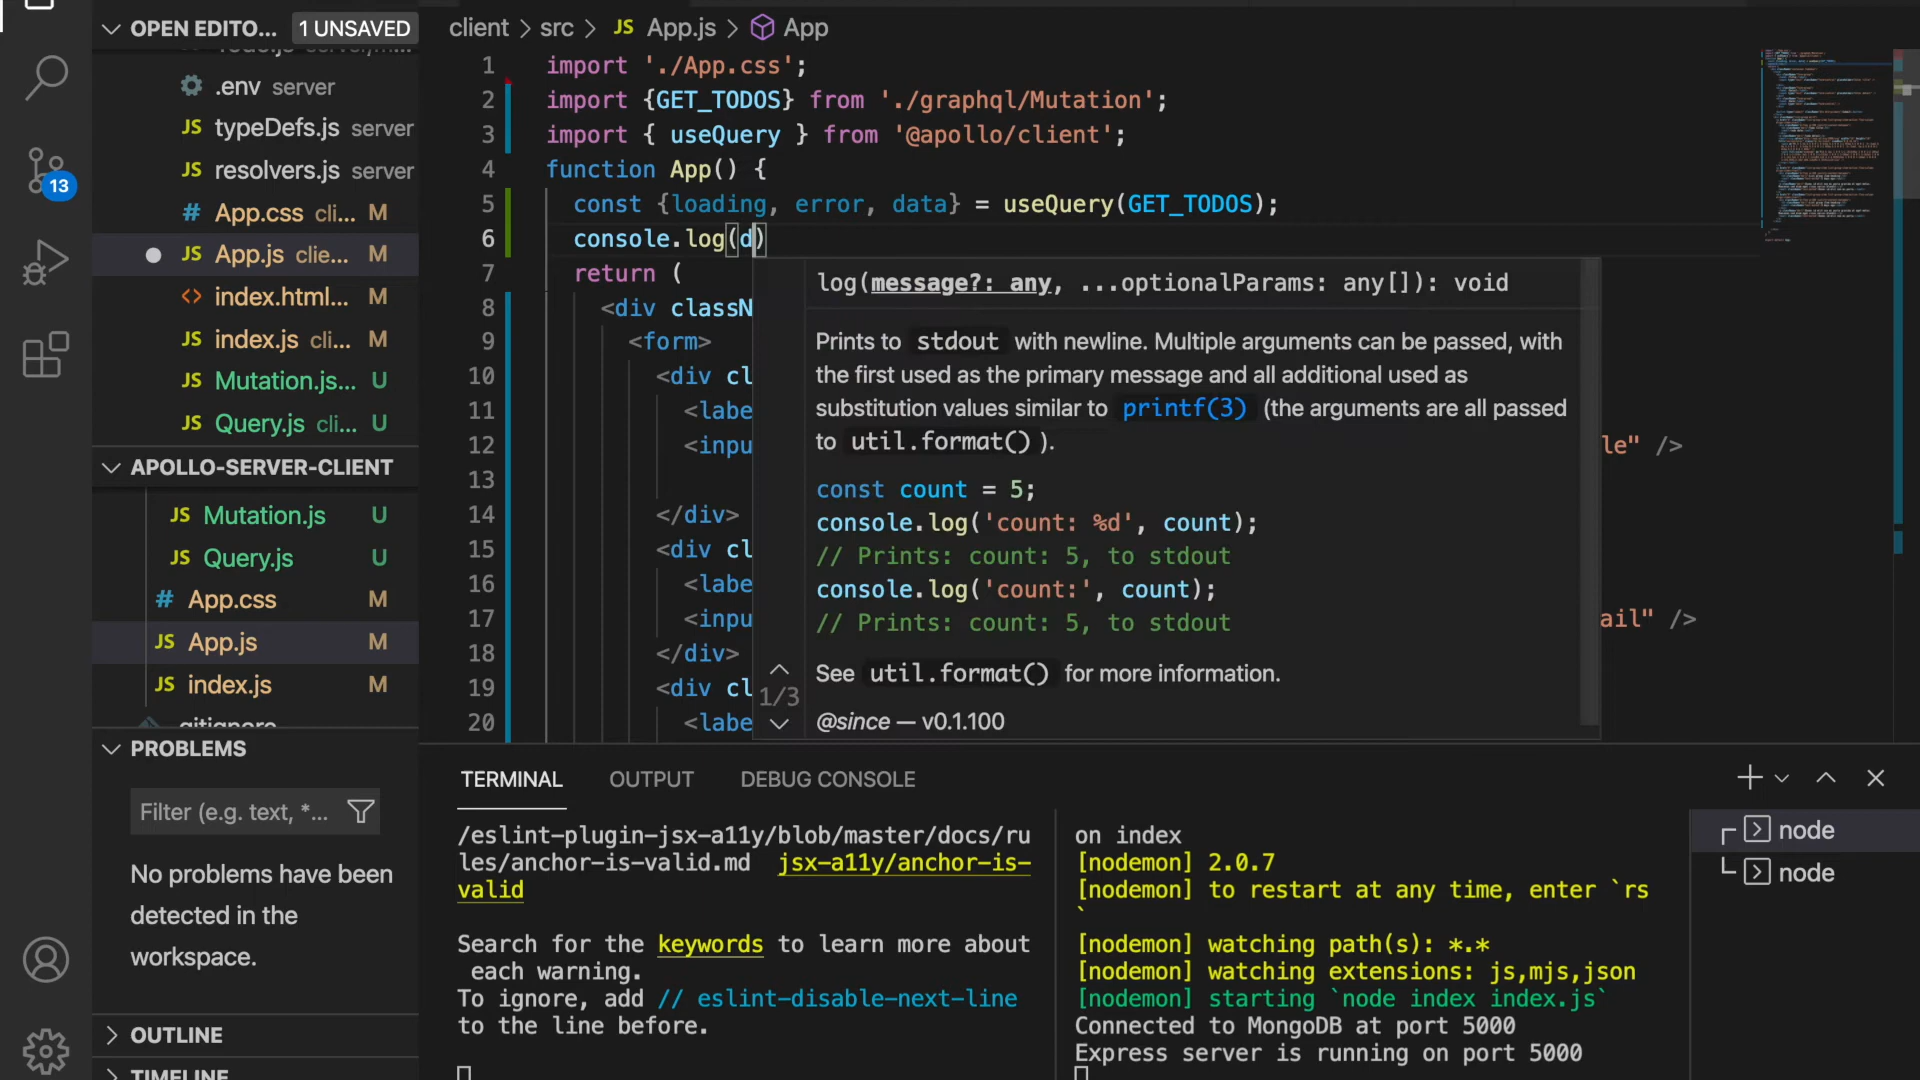 OPEN EDITO... 1 UNSAVED
.env server
JS typeDefs.js server
JS resolvers.js server
# App.css cli... M
JS App.js clie... M
<> index.html... M
JS index.js cli... M
JS Mutation.js... U
JS Query.js cli... U
APOLLO-SERVER-CLIENT
JS Mutation.js U
JS Query.js U
# App.css M
JS App.js M
JS index.js M
.gitignore
PROBLEMS
Filter (e.g. text, *...
No problems have been
detected in the
workspace.
OUTLINE
TIMELINE
13
client > src > JS App.js > App
1 import './App.css';
2 import {GET_TODOS} from './graphql/Mutation';
3 import { useQuery } from '@apollo/client';
4 function App() {
5 const {loading, error, data} = useQuery(GET_TODOS);
6 console.log(d)
7 return (
8 <div classN
9 <form>
10 <div cl
11 <labe
12 <inpu le" />
13
14 </div>
15 <div cl
16 <labe
17 <inpu ail" />
18 </div>
19 <div cl
20 <labe
log(message?: any, ...optionalParams: any[]): void
Prints to stdout with newline. Multiple arguments can be passed, with
the first used as the primary message and all additional used as
substitution values similar to printf(3) (the arguments are all passed
to util.format() ).
const count = 5;
console.log('count: %d', count);
// Prints: count: 5, to stdout
console.log('count:', count);
// Prints: count: 5, to stdout
See util.format() for more information.
@since — v0.1.100
1/3
TERMINAL OUTPUT DEBUG CONSOLE
/eslint-plugin-jsx-a11y/blob/master/docs/ru
les/anchor-is-valid.md jsx-a11y/anchor-is-
valid
Search for the keywords to learn more about
each warning.
To ignore, add // eslint-disable-next-line
to the line before.
on index
[nodemon] 2.0.7
[nodemon] to restart at any time, enter `rs
`
[nodemon] watching path(s): *.*
[nodemon] watching extensions: js,mjs,json
[nodemon] starting `node index index.js`
Connected to MongoDB at port 5000
Express server is running on port 5000
node
node